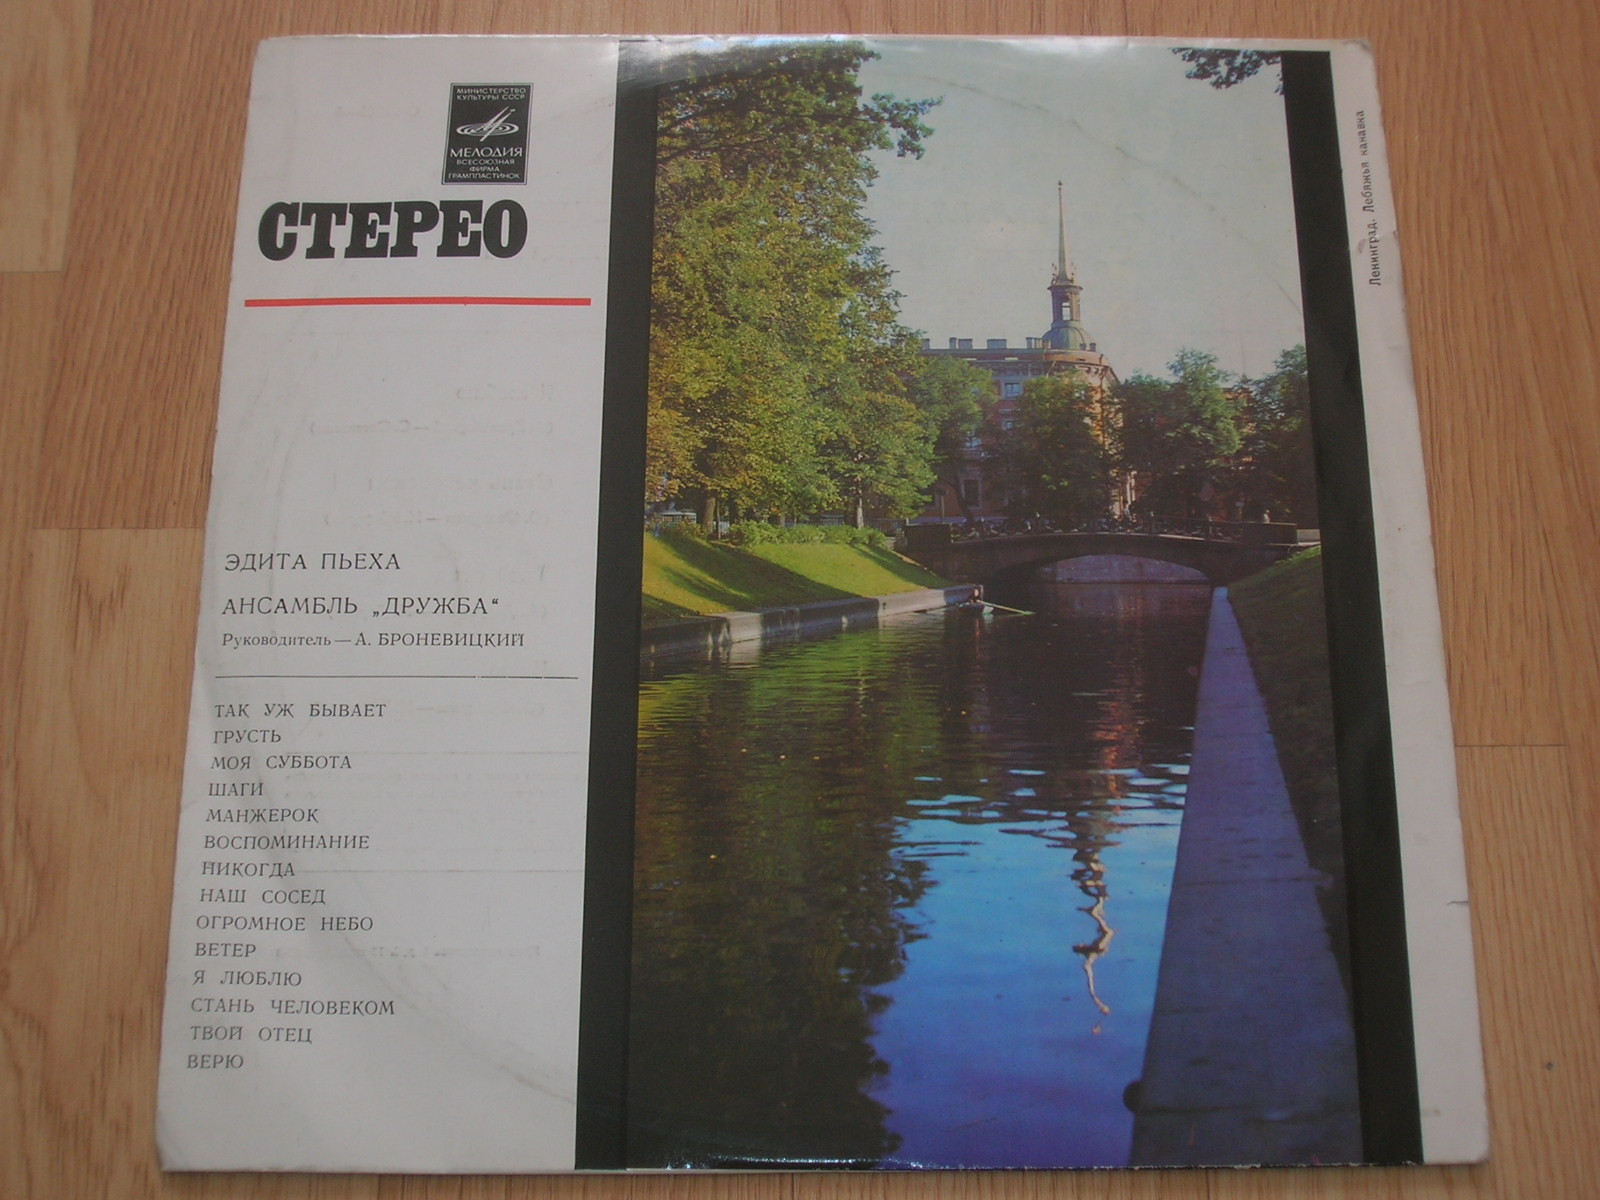 МИНИСТЕРСТВО
КУЛЬТУРЫ СССР
МЕЛОДИЯ
ВСЕСОЮЗНАЯ
ФИРМА
ГРАМПЛАСТИНОК
СТЕРЕО
ЭДИТА ПЬЕХА
АНСАМБЛЬ „ДРУЖБА“
Руководитель — А. БРОНЕВИЦКИЙ
ТАК УЖ БЫВАЕТ
ГРУСТЬ
МОЯ СУББОТА
ШАГИ
МАНЖЕРОК
ВОСПОМИНАНИЕ
НИКОГДА
НАШ СОСЕД
ОГРОМНОЕ НЕБО
ВЕТЕР
Я ЛЮБЛЮ
СТАНЬ ЧЕЛОВЕКОМ
ТВОЙ ОТЕЦ
ВЕРЮ
Ленинград. Лебяжья канавка